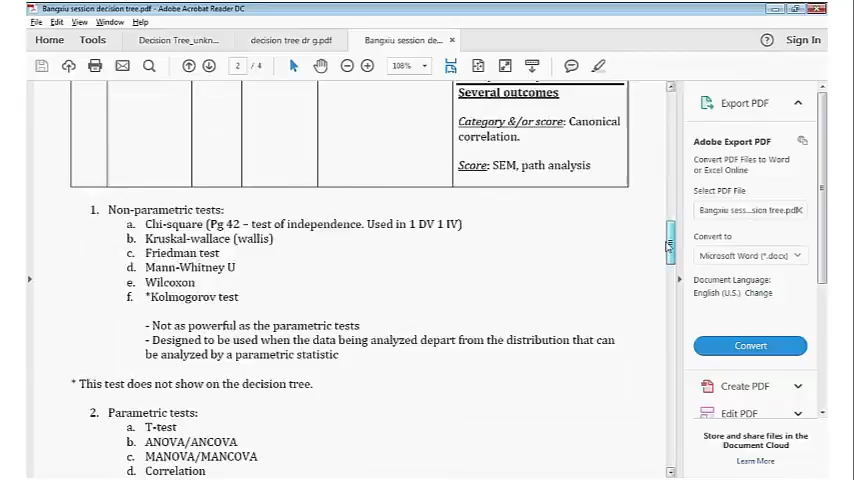 Bangxiu session decision tree.pdf - Adobe Acrobat Reader DC
File Edit View Window Help
Home Tools Decision Tree_unkn... decision tree dr g.pdf Bangxiu session de... × Sign In
2 / 4 108%
Several outcomes
Category &/or score: Canonical
correlation.
Score: SEM, path analysis
1. Non-parametric tests:
a. Chi-square (Pg 42 – test of independence. Used in 1 DV 1 IV)
b. Kruskal-wallace (wallis)
c. Friedman test
d. Mann-Whitney U
e. Wilcoxon
f. *Kolmogorov test
- Not as powerful as the parametric tests
- Designed to be used when the data being analyzed depart from the distribution that can
be analyzed by a parametric statistic
* This test does not show on the decision tree.
2. Parametric tests:
a. T-test
b. ANOVA/ANCOVA
c. MANOVA/MANCOVA
d. Correlation
Export PDF
Adobe Export PDF
Convert PDF Files to Word
or Excel Online
Select PDF File
Bangxiu sess...sion tree.pdf
Convert to
Microsoft Word (*.docx)
Document Language:
English (U.S.) Change
Convert
Create PDF
Edit PDF
Store and share files in the
Document Cloud
Learn More